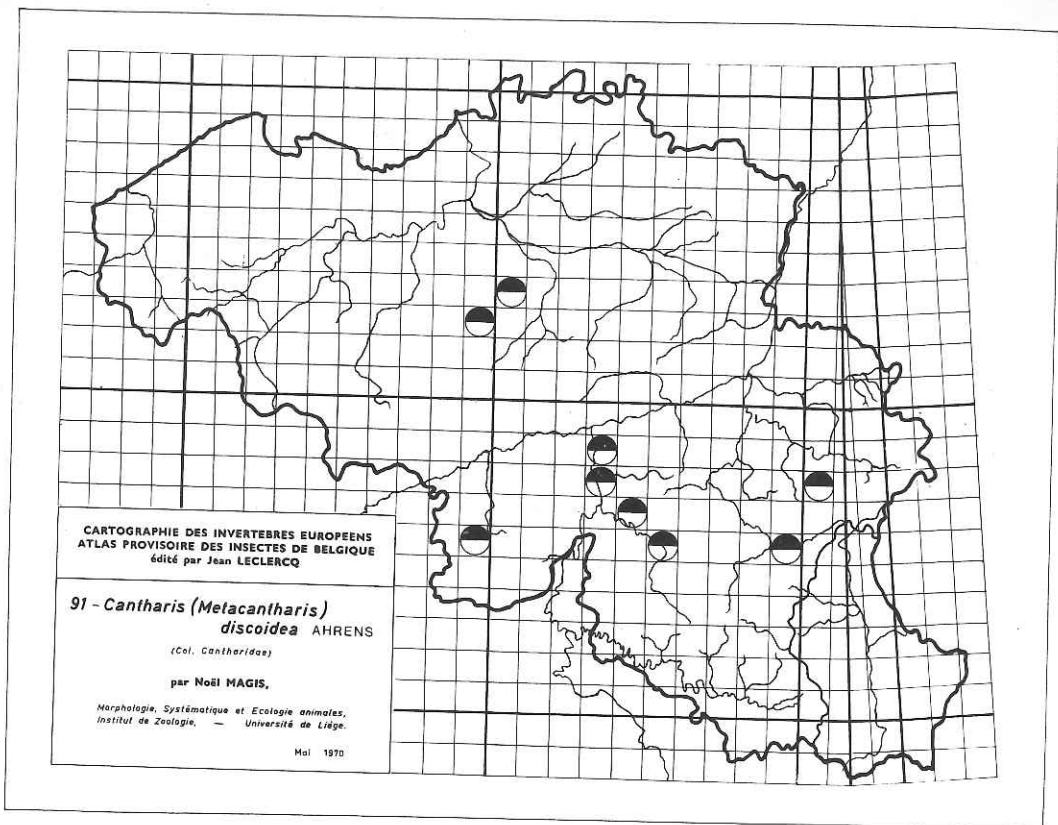 CARTOGRAPHIE DES INVERTEBRES EUROPEENS
ATLAS PROVISOIRE DES INSECTES DE BELGIQUE
édité par Jean LECLERCQ
91 - Cantharis (Metacantharis)
discoidea AHRENS
(Col. Cantharidae)
par Noël MAGIS,
Morphologie, Systématique et Ecologie animales,
Institut de Zoologie, — Université de Liége.
Mai 1970